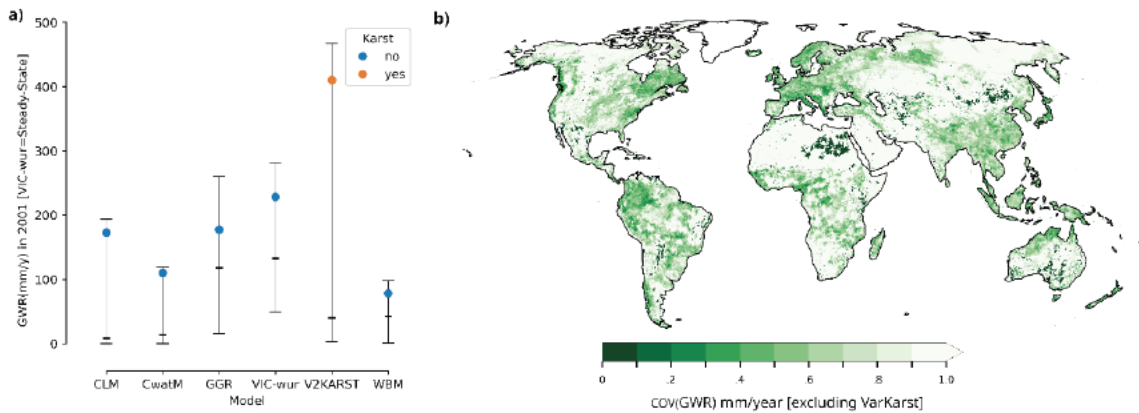 a)
GWR(mm/y) in 2001 [VIC-wur=Steady-State]
500
400
300
200
100
0
Karst
no
yes
CLM CwatM GGR VIC-wur V2KARST WBM
Model
b)
0 .2 .4 .6 .8 1.0
COV(GWR) mm/year [excluding VarKarst]